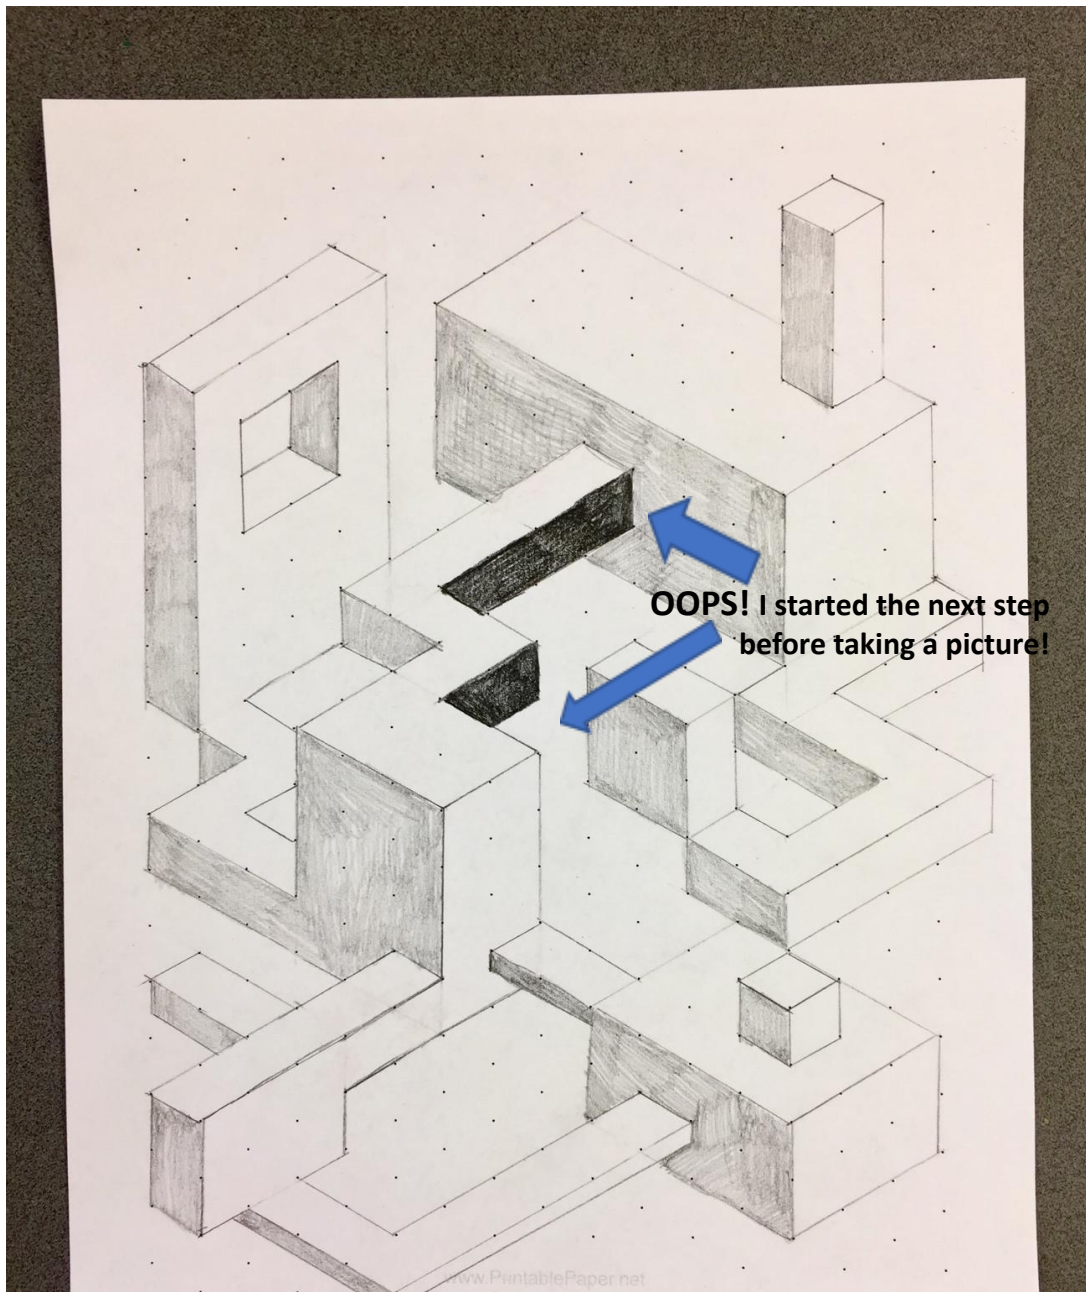 OOPS! I started the next step
before taking a picture!
www.PrintablePaper.net